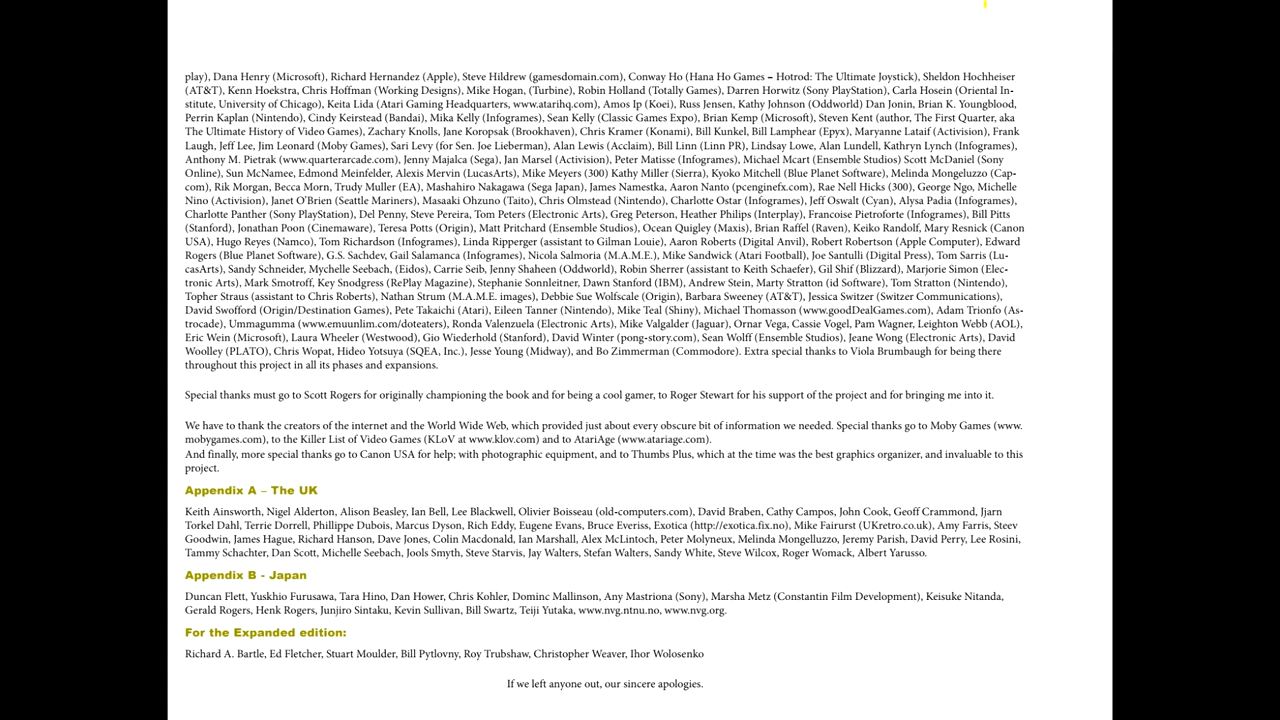 play), Dana Henry (Microsoft), Richard Hernandez (Apple), Steve Hildrew (gamesdomain.com), Conway Ho (Hana Ho Games – Hotrod: The Ultimate Joystick), Sheldon Hochheiser
(AT&T), Kenn Hoekstra, Chris Hoffman (Working Designs), Mike Hogan, (Turbine), Robin Holland (Totally Games), Darren Horwitz (Sony PlayStation), Carla Hosein (Oriental In-
stitute, University of Chicago), Keita Lida (Atari Gaming Headquarters, www.atarihq.com), Amos Ip (Koei), Russ Jensen, Kathy Johnson (Oddworld) Dan Jonin, Brian K. Youngblood,
Perrin Kaplan (Nintendo), Cindy Keirstead (Bandai), Mika Kelly (Infogrames), Sean Kelly (Classic Games Expo), Brian Kemp (Microsoft), Steven Kent (author, The First Quarter, aka
The Ultimate History of Video Games), Zachary Knolls, Jane Koropsak (Brookhaven), Chris Kramer (Konami), Bill Kunkel, Bill Lamphear (Epyx), Maryanne Lataif (Activision), Frank
Laugh, Jeff Lee, Jim Leonard (Moby Games), Sari Levy (for Sen. Joe Lieberman), Alan Lewis (Acclaim), Bill Linn (Linn PR), Lindsay Lowe, Alan Lundell, Kathryn Lynch (Infogrames),
Anthony M. Pietrak (www.quarterarcade.com), Jenny Majalca (Sega), Jan Marsel (Activision), Peter Matisse (Infogrames), Michael Mcart (Ensemble Studios) Scott McDaniel (Sony
Online), Sun McNamee, Edmond Meinfelder, Alexis Mervin (LucasArts), Mike Meyers (300) Kathy Miller (Sierra), Kyoko Mitchell (Blue Planet Software), Melinda Mongeluzzo (Cap-
com), Rik Morgan, Becca Morn, Trudy Muller (EA), Mashahiro Nakagawa (Sega Japan), James Namestka, Aaron Nanto (pcenginefx.com), Rae Nell Hicks (300), George Ngo, Michelle
Nino (Activision), Janet O'Brien (Seattle Mariners), Masaaki Ohzuno (Taito), Chris Olmstead (Nintendo), Charlotte Ostar (Infogrames), Jeff Oswalt (Cyan), Alysa Padia (Infogrames),
Charlotte Panther (Sony PlayStation), Del Penny, Steve Pereira, Tom Peters (Electronic Arts), Greg Peterson, Heather Philips (Interplay), Francoise Pietroforte (Infogrames), Bill Pitts
(Stanford), Jonathan Poon (Cinemaware), Teresa Potts (Origin), Matt Pritchard (Ensemble Studios), Ocean Quigley (Maxis), Brian Raffel (Raven), Keiko Randolf, Mary Resnick (Canon
USA), Hugo Reyes (Namco), Tom Richardson (Infogrames), Linda Ripperger (assistant to Gilman Louie), Aaron Roberts (Digital Anvil), Robert Robertson (Apple Computer), Edward
Rogers (Blue Planet Software), G.S. Sachdev, Gail Salamanca (Infogrames), Nicola Salmoria (M.A.M.E.), Mike Sandwick (Atari Football), Joe Santulli (Digital Press), Tom Sarris (Lu-
casArts), Sandy Schneider, Mychelle Seebach, (Eidos), Carrie Seib, Jenny Shaheen (Oddworld), Robin Sherrer (assistant to Keith Schaefer), Gil Shif (Blizzard), Marjorie Simon (Elec-
tronic Arts), Mark Smotroff, Key Snodgress (RePlay Magazine), Stephanie Sonnleitner, Dawn Stanford (IBM), Andrew Stein, Marty Stratton (id Software), Tom Stratton (Nintendo),
Topher Straus (assistant to Chris Roberts), Nathan Strum (M.A.M.E. images), Debbie Sue Wolfscale (Origin), Barbara Sweeney (AT&T), Jessica Switzer (Switzer Communications),
David Swofford (Origin/Destination Games), Pete Takaichi (Atari), Eileen Tanner (Nintendo), Mike Teal (Shiny), Michael Thomasson (www.goodDealGames.com), Adam Trionfo (As-
trocade), Ummagumma (www.emuunlim.com/doteaters), Ronda Valenzuela (Electronic Arts), Mike Valgalder (Jaguar), Ornar Vega, Cassie Vogel, Pam Wagner, Leighton Webb (AOL),
Eric Wein (Microsoft), Laura Wheeler (Westwood), Gio Wiederhold (Stanford), David Winter (pong-story.com), Sean Wolff (Ensemble Studios), Jeane Wong (Electronic Arts), David
Woolley (PLATO), Chris Wopat, Hideo Yotsuya (SQEA, Inc.), Jesse Young (Midway), and Bo Zimmerman (Commodore). Extra special thanks to Viola Brumbaugh for being there
throughout this project in all its phases and expansions.
Special thanks must go to Scott Rogers for originally championing the book and for being a cool gamer, to Roger Stewart for his support of the project and for bringing me into it.
We have to thank the creators of the internet and the World Wide Web, which provided just about every obscure bit of information we needed. Special thanks go to Moby Games (www.
mobygames.com), to the Killer List of Video Games (KLoV at www.klov.com) and to AtariAge (www.atariage.com).
And finally, more special thanks go to Canon USA for help; with photographic equipment, and to Thumbs Plus, which at the time was the best graphics organizer, and invaluable to this
project.
Appendix A – The UK
Keith Ainsworth, Nigel Alderton, Alison Beasley, Ian Bell, Lee Blackwell, Olivier Boisseau (old-computers.com), David Braben, Cathy Campos, John Cook, Geoff Crammond, Jjarn
Torkel Dahl, Terrie Dorrell, Phillippe Dubois, Marcus Dyson, Rich Eddy, Eugene Evans, Bruce Everiss, Exotica (http://exotica.fix.no), Mike Fairurst (UKretro.co.uk), Amy Farris, Steev
Goodwin, James Hague, Richard Hanson, Dave Jones, Colin Macdonald, Ian Marshall, Alex McLintoch, Peter Molyneux, Melinda Mongelluzzo, Jeremy Parish, David Perry, Lee Rosini,
Tammy Schachter, Dan Scott, Michelle Seebach, Jools Smyth, Steve Starvis, Jay Walters, Stefan Walters, Sandy White, Steve Wilcox, Roger Womack, Albert Yarusso.
Appendix B - Japan
Duncan Flett, Yuskhio Furusawa, Tara Hino, Dan Hower, Chris Kohler, Dominc Mallinson, Any Mastriona (Sony), Marsha Metz (Constantin Film Development), Keisuke Nitanda,
Gerald Rogers, Henk Rogers, Junjiro Sintaku, Kevin Sullivan, Bill Swartz, Teiji Yutaka, www.nvg.ntnu.no, www.nvg.org.
For the Expanded edition:
Richard A. Bartle, Ed Fletcher, Stuart Moulder, Bill Pytlovny, Roy Trubshaw, Christopher Weaver, Ihor Wolosenko
If we left anyone out, our sincere apologies.